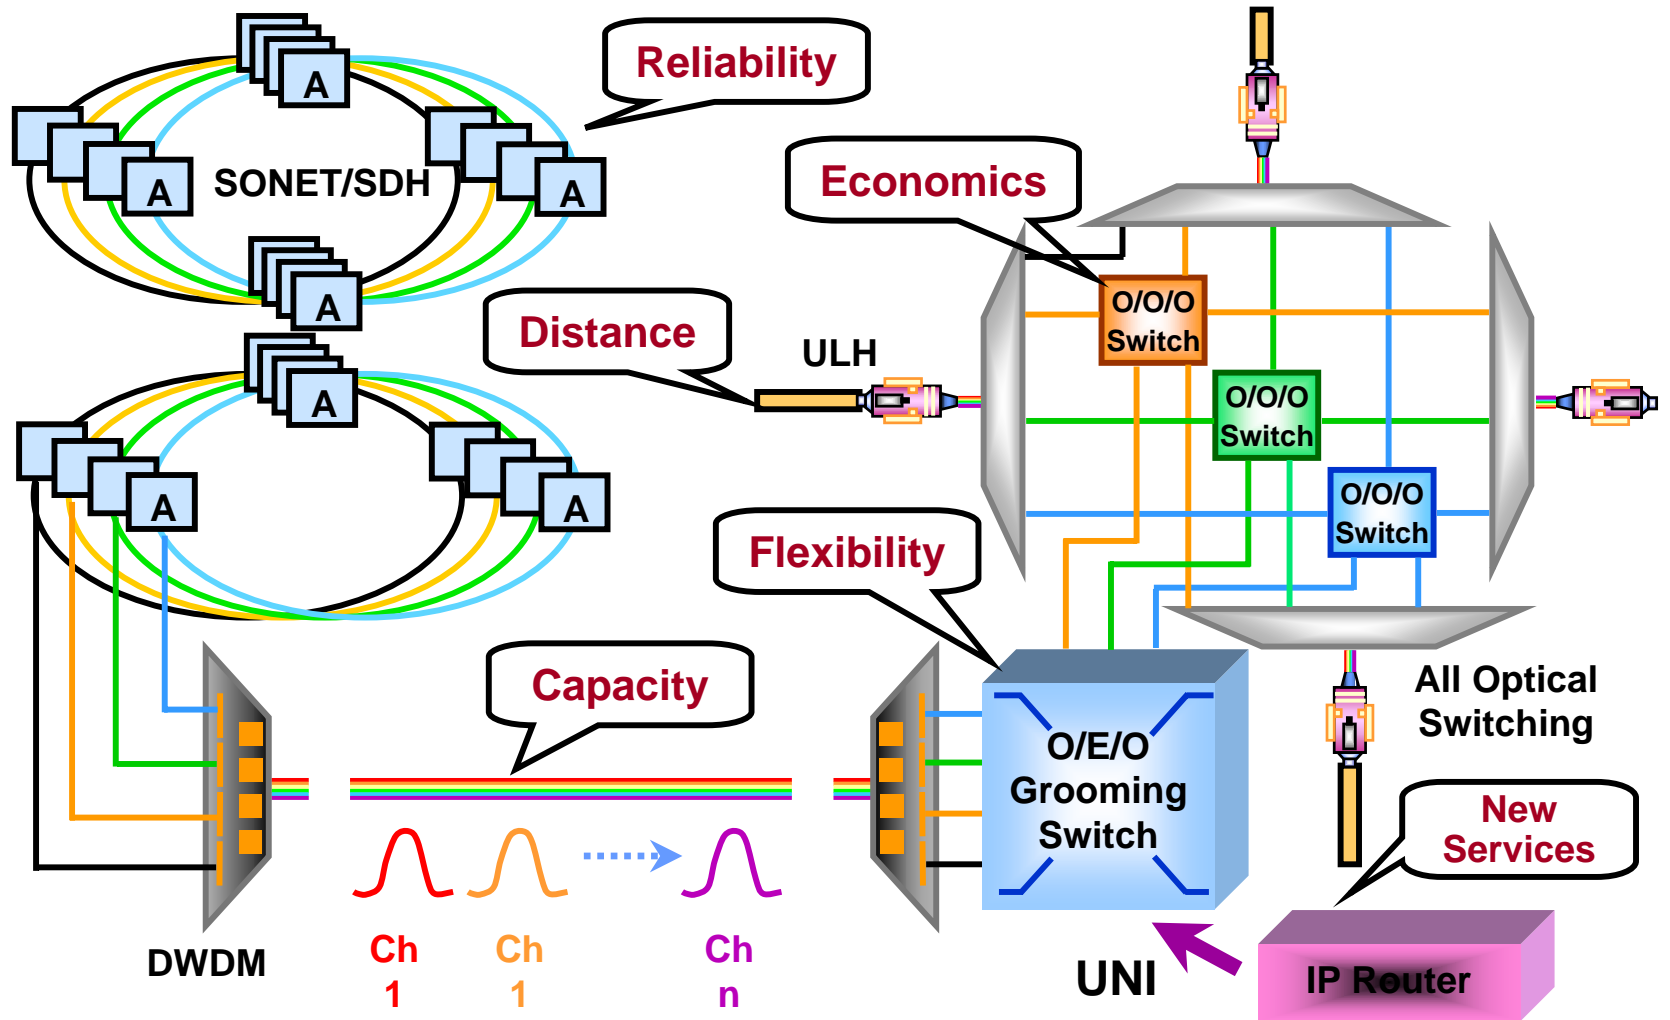 A
Reliability
A
SONET/SDH
A
Economics
A
O/O/O
Switch
Distance
ULH
A
O/O/O
Switch
A
A
O/O/O
Switch
Flexibility
Capacity
All Optical
Switching
O/E/O
Grooming
Switch
New
Services
Ch
1
Ch
1
Ch
n
DWDM
UNI
IP Router